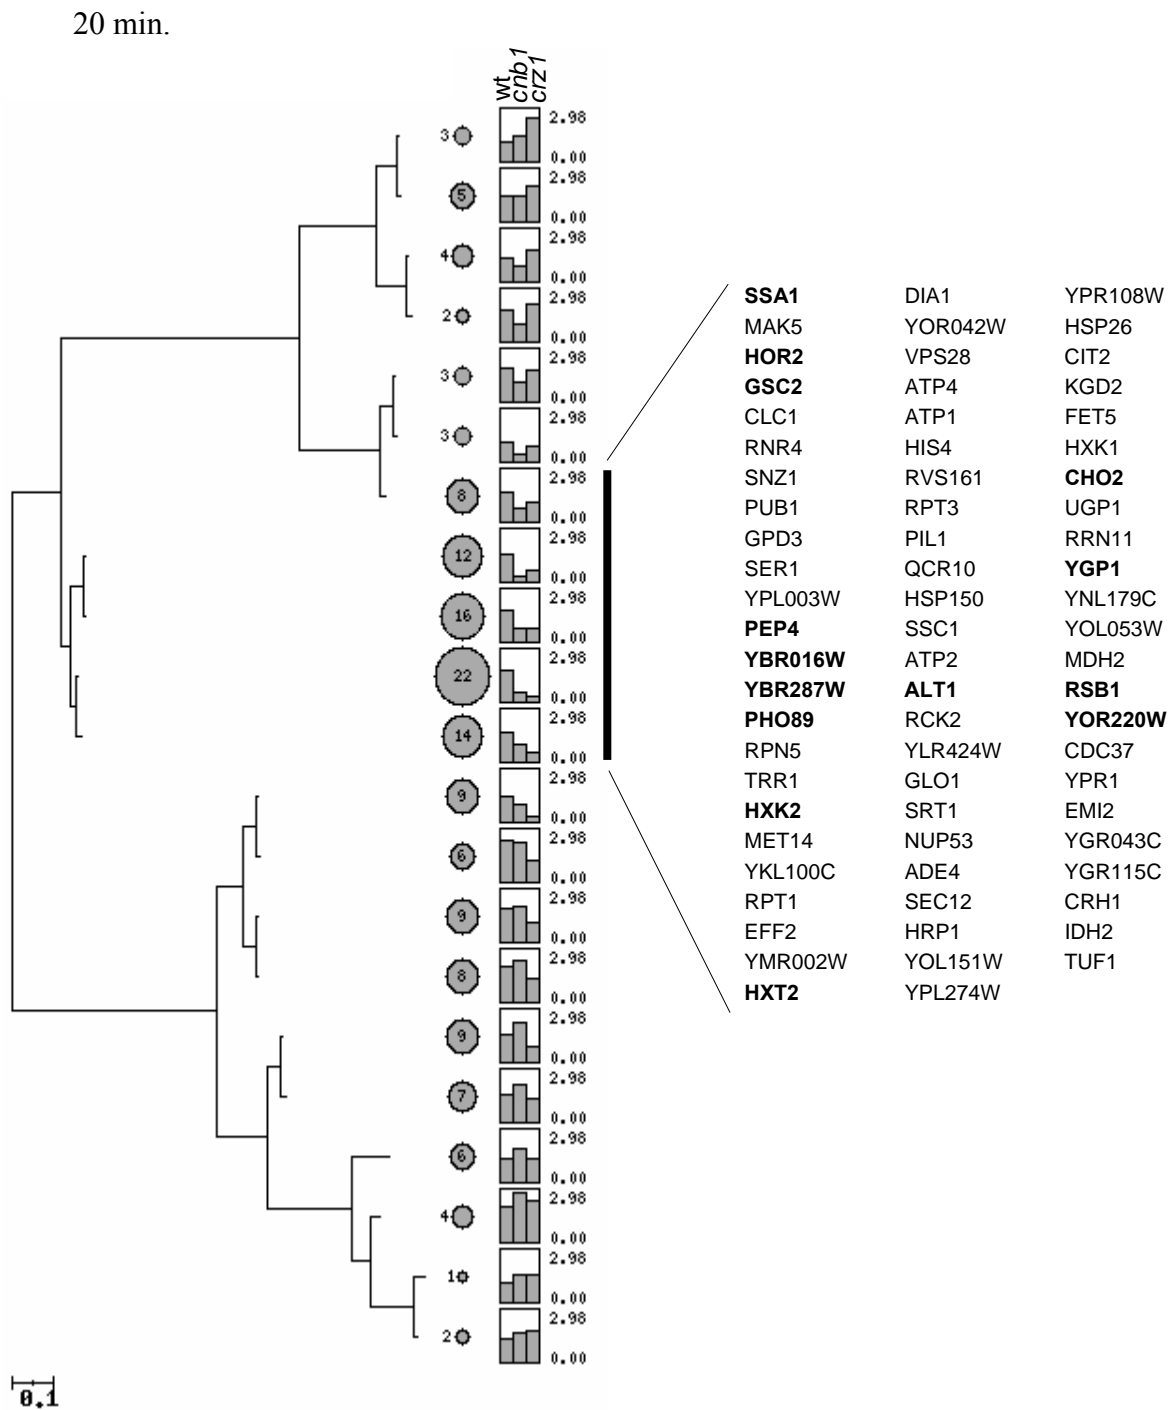 20 min.
wt cnb1 crz1
3 2.98
0.00
5 2.98
0.00
4 2.98
0.00
2 2.98
0.00
3 2.98
0.00
3 2.98
0.00
8 2.98
0.00
12 2.98
0.00
16 2.98
0.00
22 2.98
0.00
14 2.98
0.00
9 2.98
0.00
6 2.98
0.00
9 2.98
0.00
8 2.98
0.00
9 2.98
0.00
7 2.98
0.00
6 2.98
0.00
4 2.98
0.00
1 2.98
0.00
2 2.98
0.00
0.1
SSA1 DIA1 YPR108W
MAK5 YOR042W HSP26
HOR2 VPS28 CIT2
GSC2 ATP4 KGD2
CLC1 ATP1 FET5
RNR4 HIS4 HXK1
SNZ1 RVS161 CHO2
PUB1 RPT3 UGP1
GPD3 PIL1 RRN11
SER1 QCR10 YGP1
YPL003W HSP150 YNL179C
PEP4 SSC1 YOL053W
YBR016W ATP2 MDH2
YBR287W ALT1 RSB1
PHO89 RCK2 YOR220W
RPN5 YLR424W CDC37
TRR1 GLO1 YPR1
HXK2 SRT1 EMI2
MET14 NUP53 YGR043C
YKL100C ADE4 YGR115C
RPT1 SEC12 CRH1
EFF2 HRP1 IDH2
YMR002W YOL151W TUF1
HXT2 YPL274W